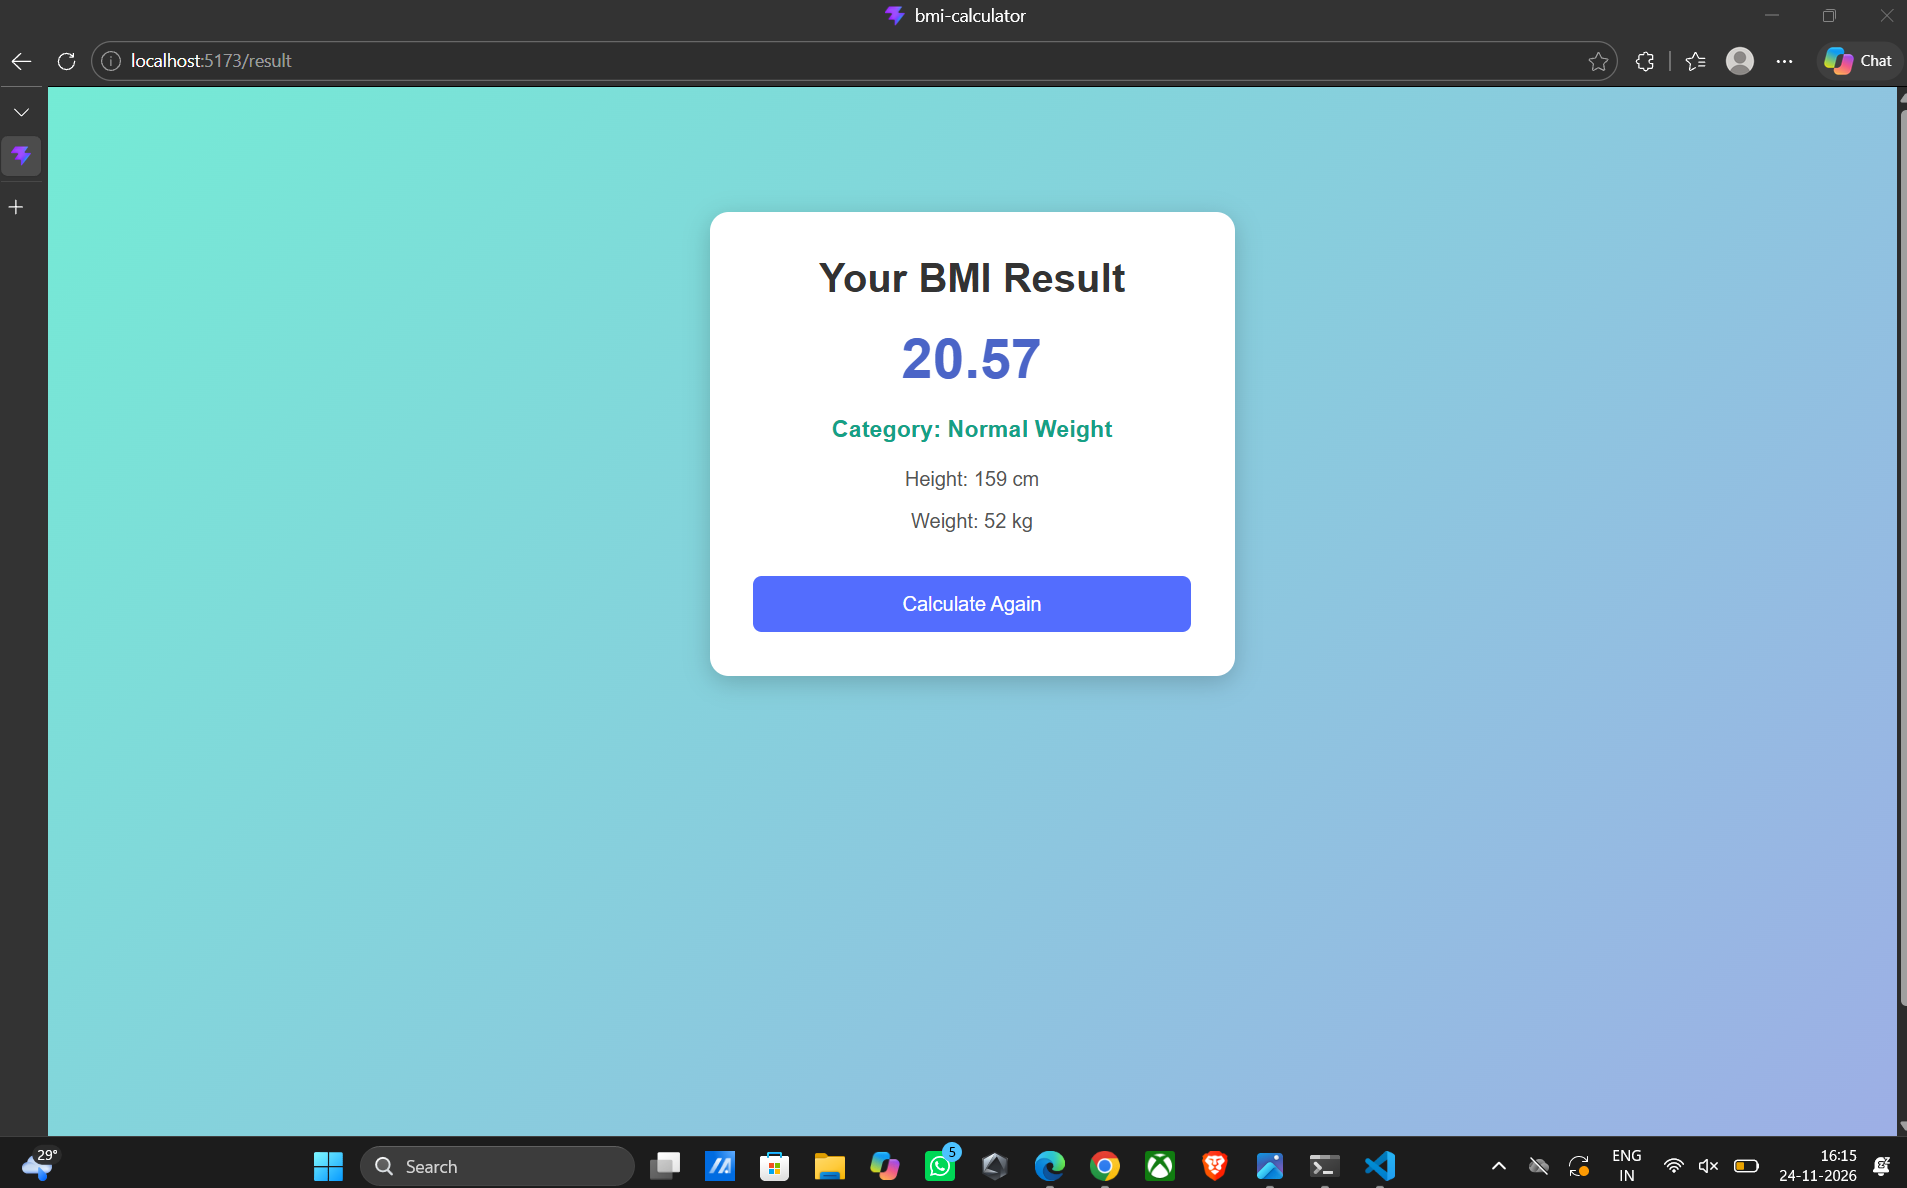 bmi-calculator
localhost:5173/result
Chat
Your BMI Result
20.57
Category: Normal Weight
Height: 159 cm
Weight: 52 kg
Calculate Again
29°
Search
5
ENG
IN
16:15
24-11-2026